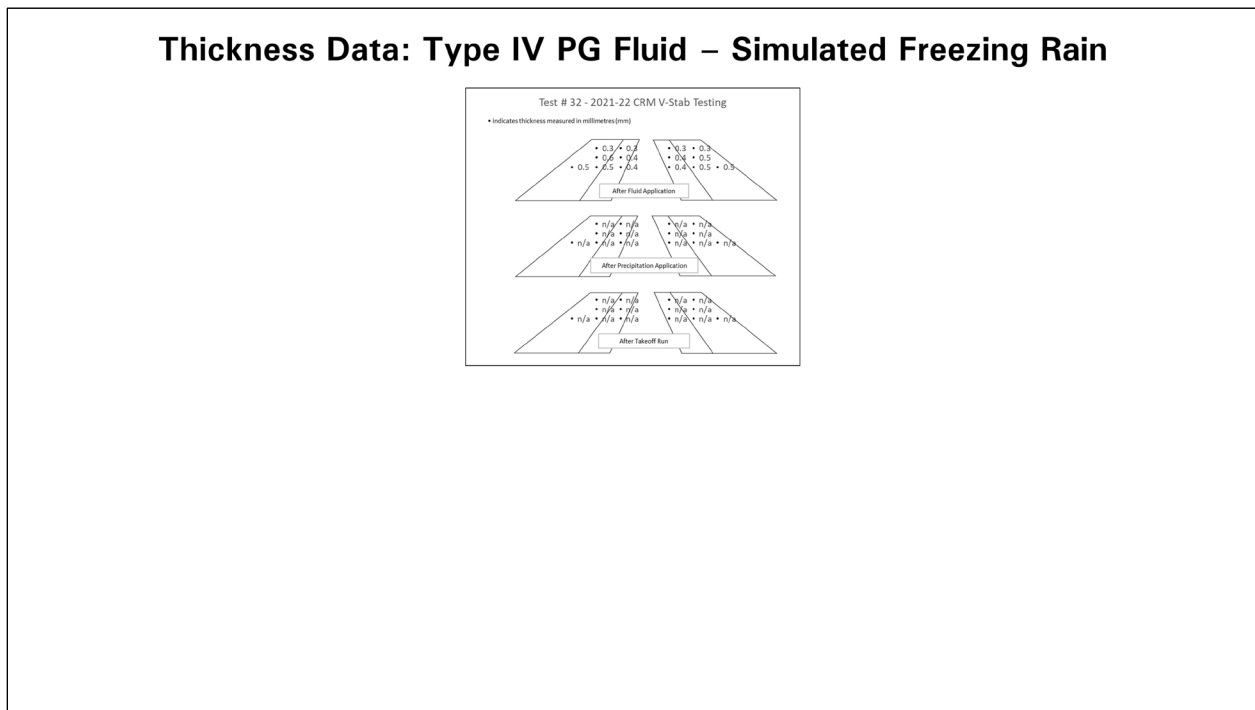 Thickness Data: Type IV PG Fluid – Simulated Freezing Rain
Test # 32 - 2021-22 CRM V-Stab Testing
• indicates thickness measured in millimetres (mm)
• 0.3 • 0.3 • 0.3 • 0.3
• 0.6 • 0.4 • 0.4 • 0.5
• 0.5 • 0.5 • 0.4 • 0.4 • 0.5 • 0.5
After Fluid Application
• n/a • n/a • n/a • n/a
• n/a • n/a • n/a • n/a
• n/a • n/a • n/a • n/a • n/a • n/a
After Precipitation Application
• n/a • n/a • n/a • n/a
• n/a • n/a • n/a • n/a
• n/a • n/a • n/a • n/a • n/a • n/a
After Takeoff Run